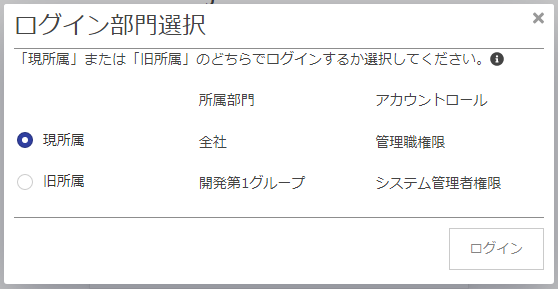 ログイン部門選択
「現所属」または「旧所属」のどちらでログインするか選択してください。
所属部門 アカウントロール
現所属 全社 管理職権限
旧所属 開発第1グループ システム管理者権限
ログイン